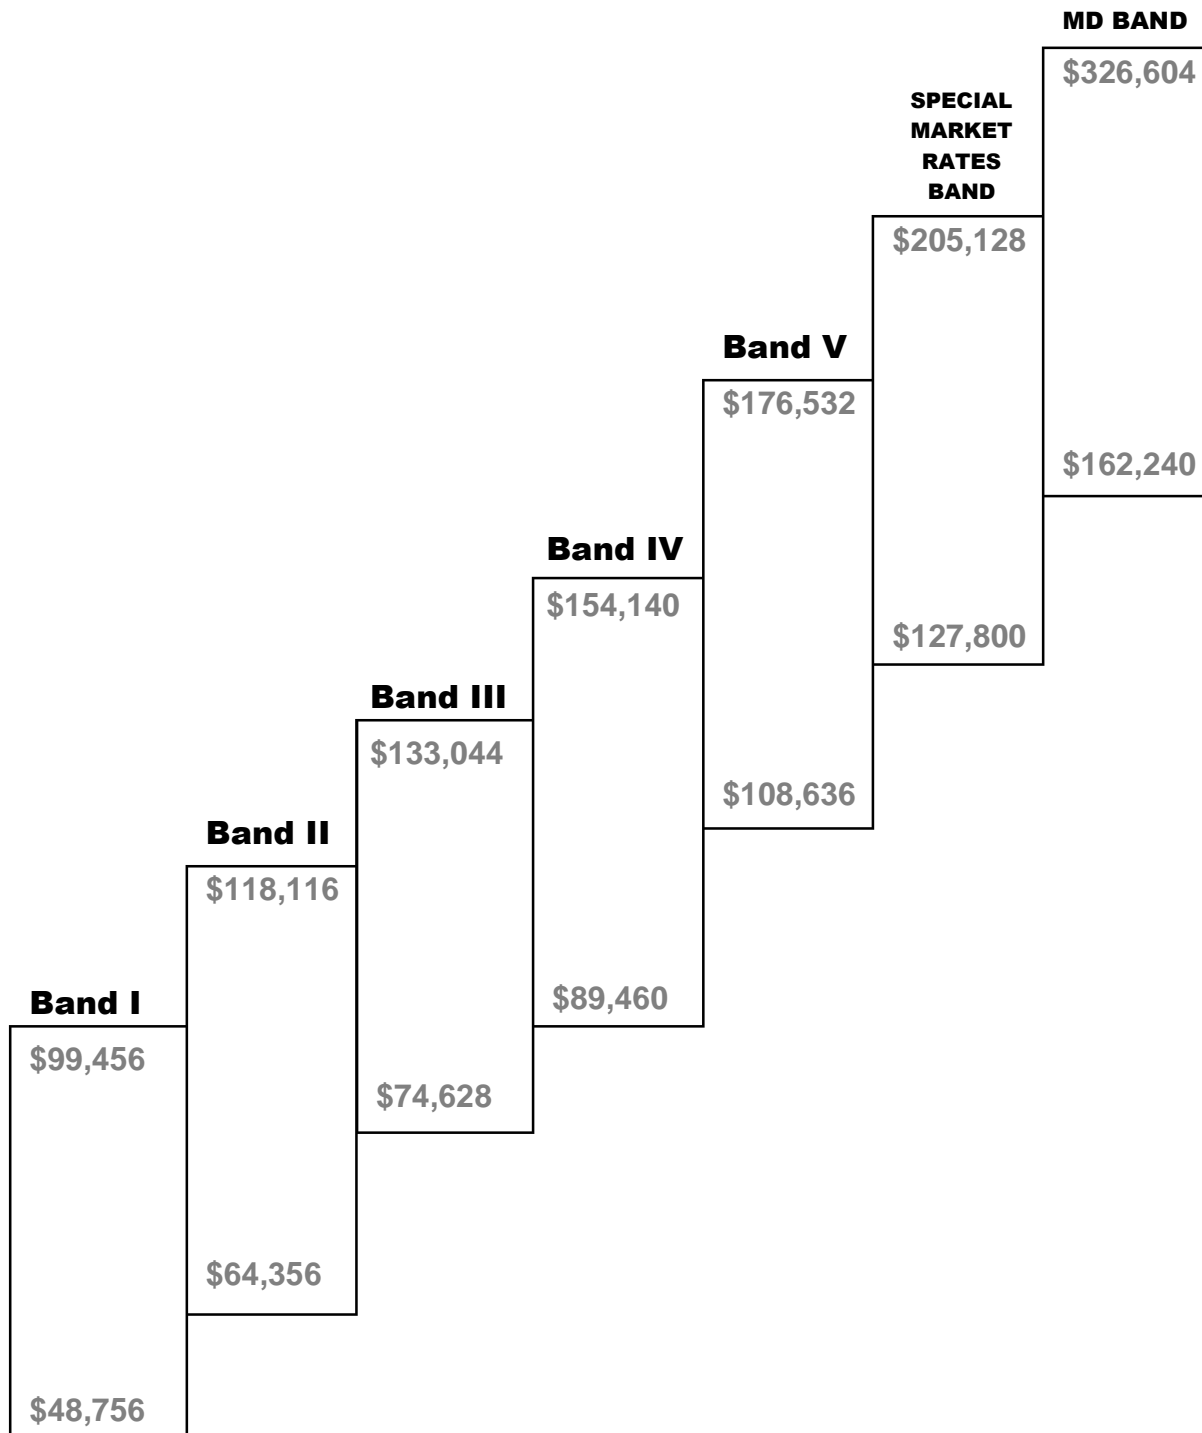 MD BAND
$326,604
SPECIAL
MARKET
RATES
BAND
$205,128
Band V
$176,532
$162,240
Band IV
$154,140
$127,800
Band III
$133,044
$108,636
Band II
$118,116
Band I
$89,460
$99,456
$74,628
$64,356
$48,756